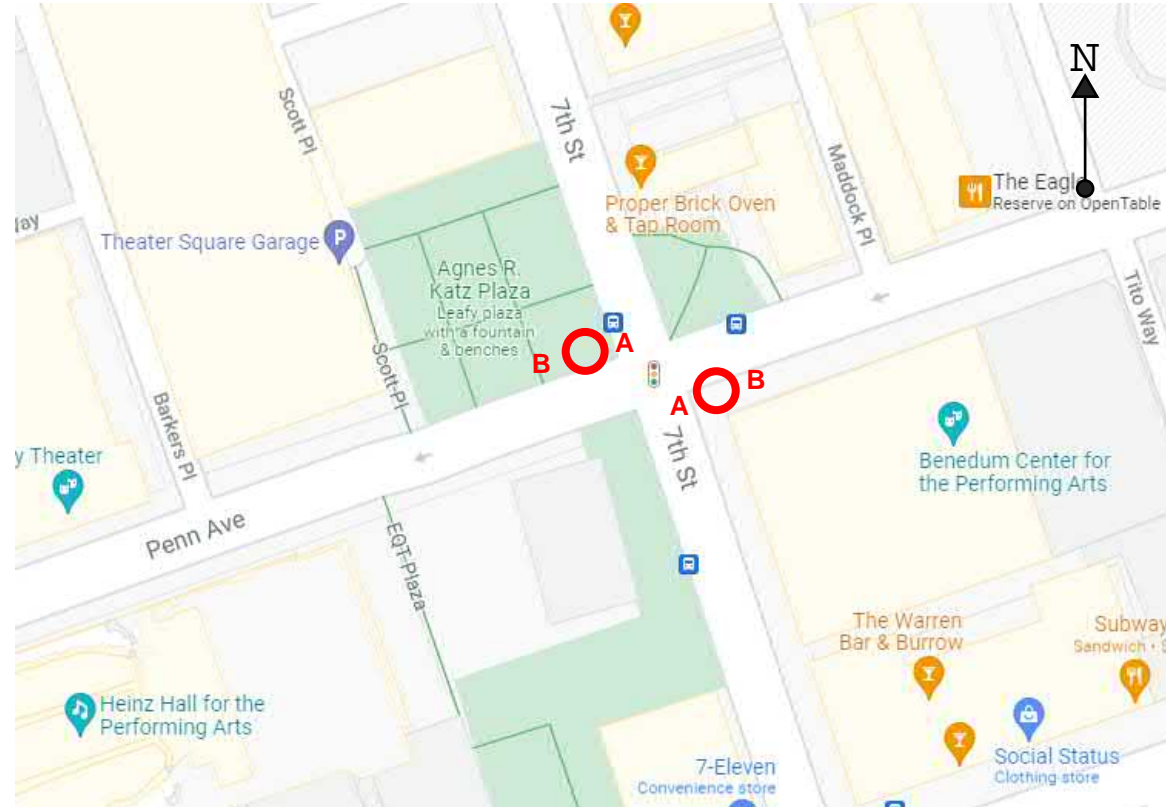 N
Scott Pl
7th St
Maddock Pl
The Eagle
Reserve on OpenTable
Proper Brick Oven
& Tap Room
Way
Theater Square Garage
P
Agnes R.
Katz Plaza
Leafy plaza
with a fountain
& benches
Tito Way
A
B
B
A
Scott Pl
Barkers Pl
7th St
y Theater
Benedum Center for
the Performing Arts
Penn Ave
EQT Plaza
The Warren
Bar & Burrow
Subway
Sandwich • S
Heinz Hall for the
Performing Arts
Social Status
Clothing store
7-Eleven
Convenience store